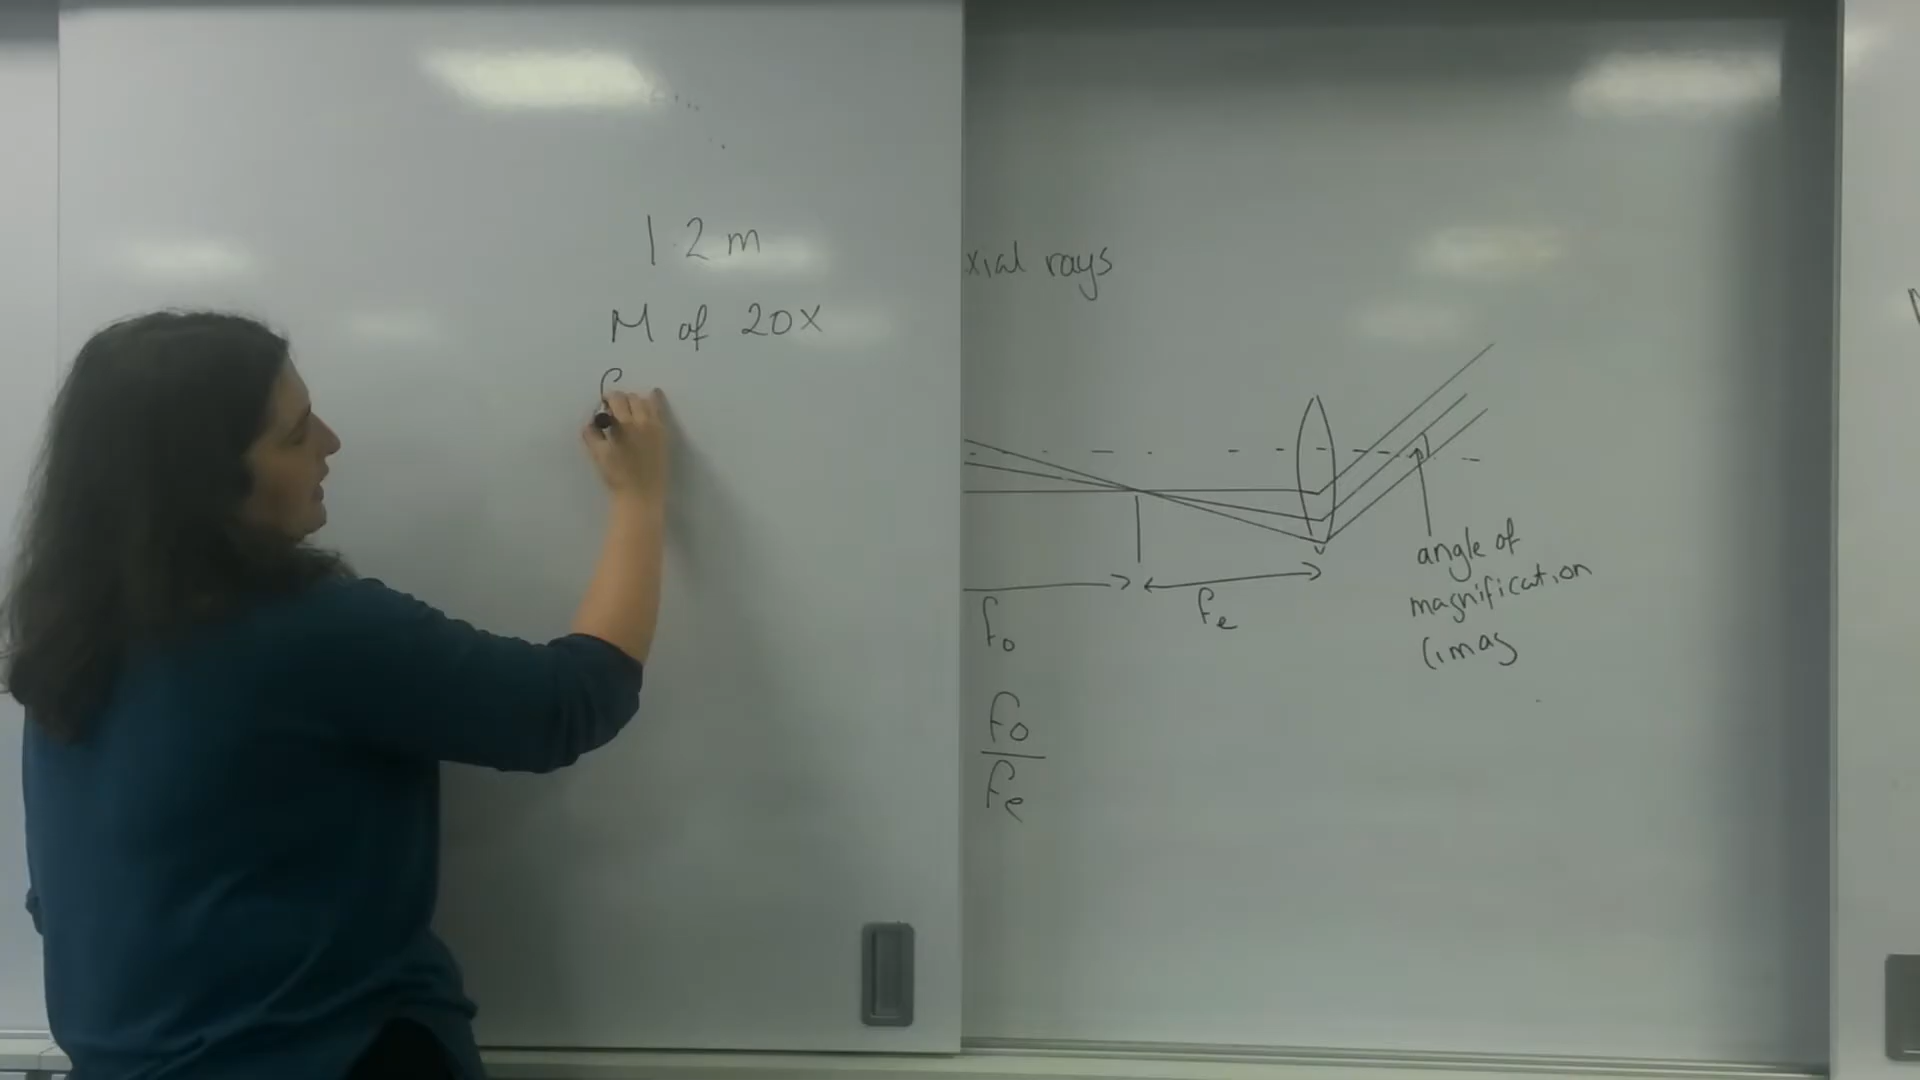 1.2 m
M of 20x
f
xial rays
fo
fe
fo
fe
angle of
magnification
(imag